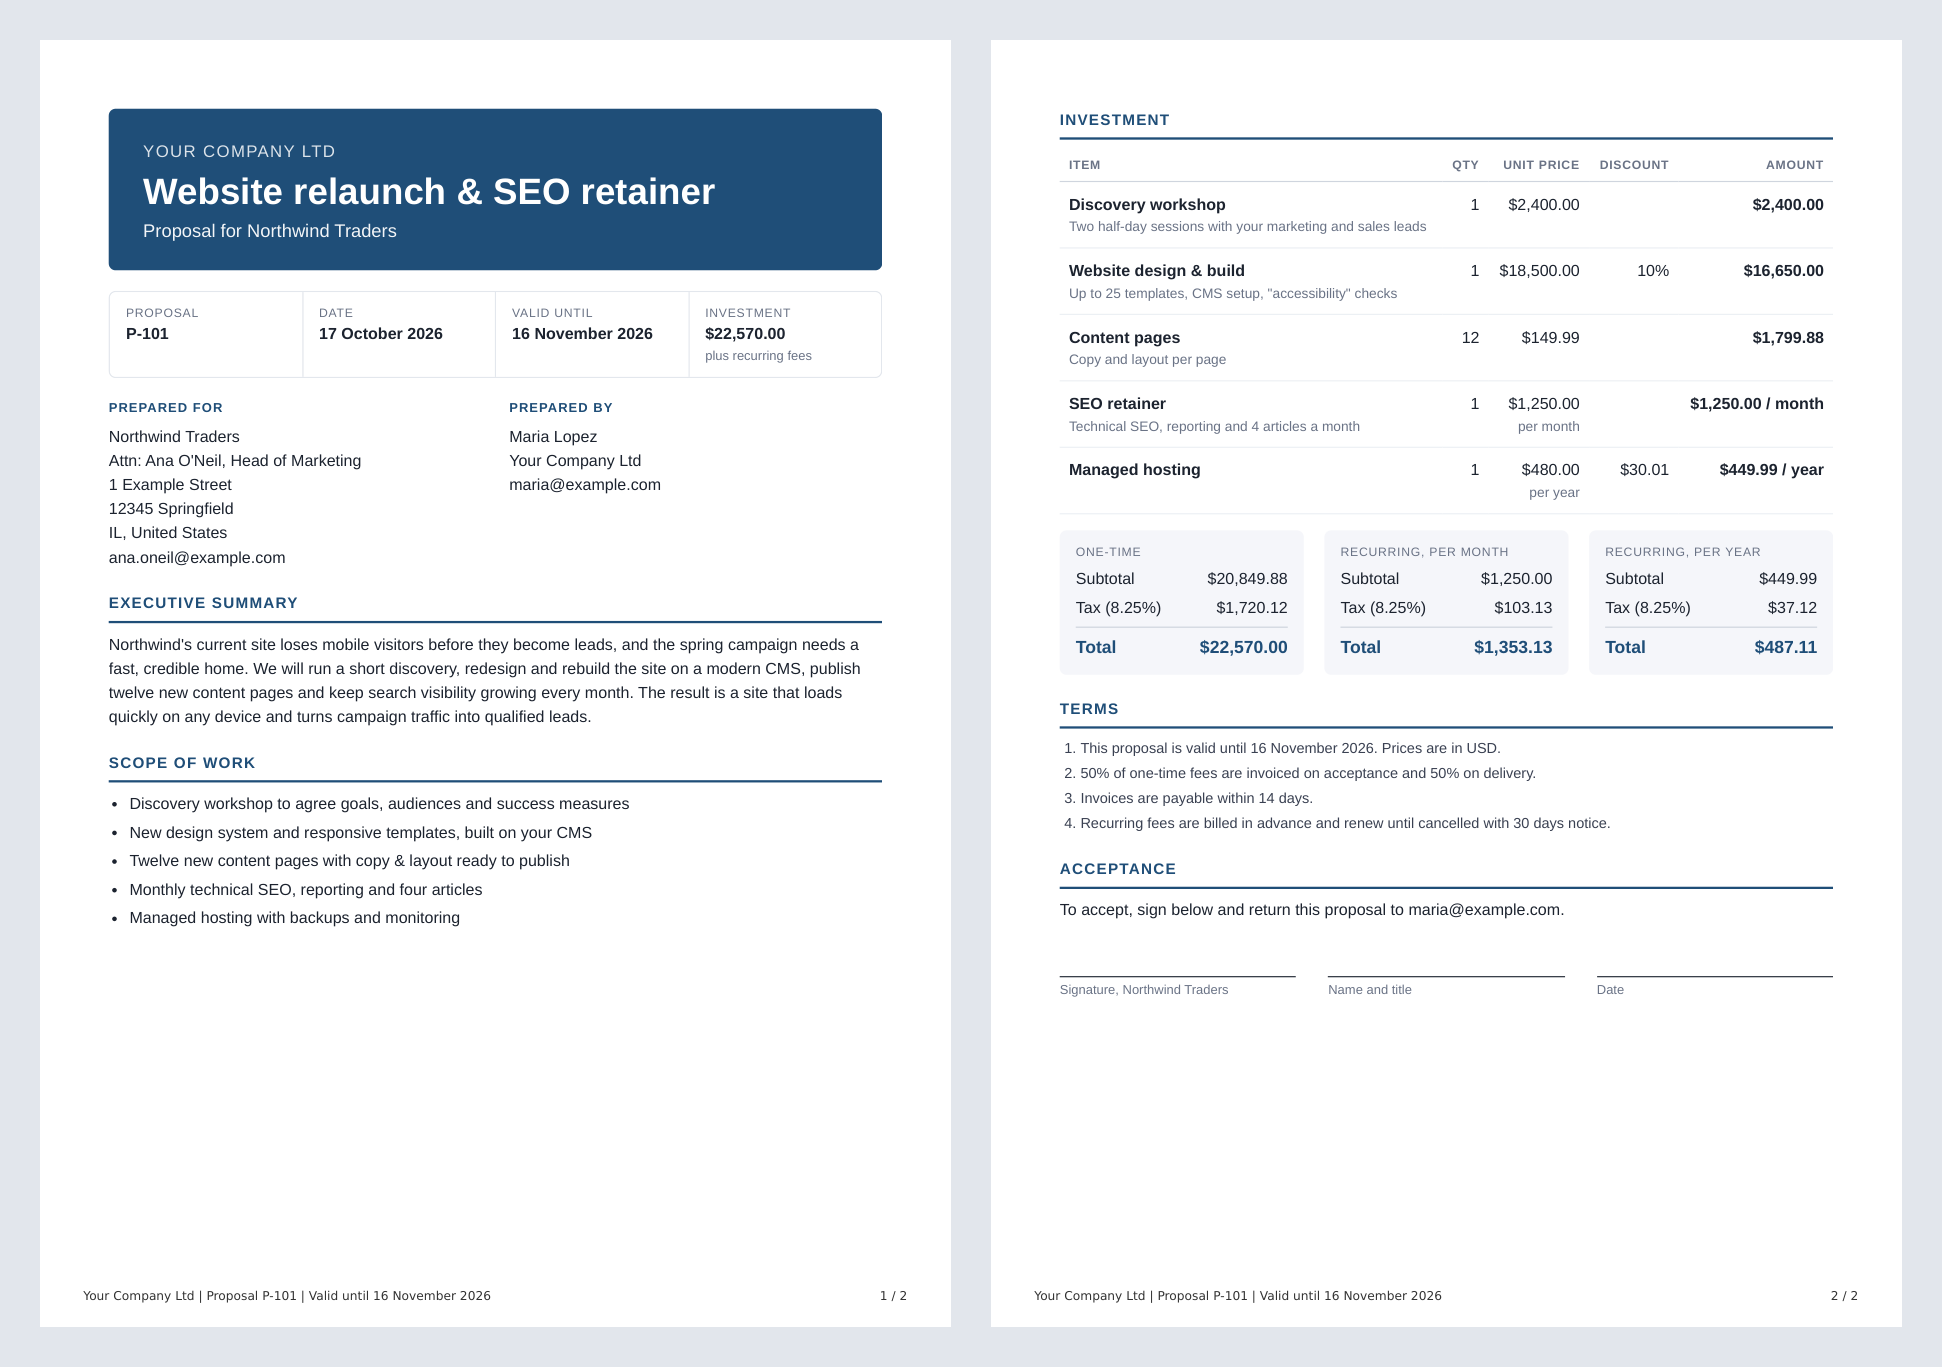 YOUR COMPANY LTD
Website relaunch & SEO retainer
Proposal for Northwind Traders
PROPOSAL
P-101
DATE
17 October 2026
VALID UNTIL
16 November 2026
INVESTMENT
$22,570.00
plus recurring fees
PREPARED FOR
Northwind Traders
Attn: Ana O'Neil, Head of Marketing
1 Example Street
12345 Springfield
IL, United States
ana.oneil@example.com
PREPARED BY
Maria Lopez
Your Company Ltd
maria@example.com
EXECUTIVE SUMMARY
Northwind's current site loses mobile visitors before they become leads, and the spring campaign needs a
fast, credible home. We will run a short discovery, redesign and rebuild the site on a modern CMS, publish
twelve new content pages and keep search visibility growing every month. The result is a site that loads
quickly on any device and turns campaign traffic into qualified leads.
SCOPE OF WORK
• Discovery workshop to agree goals, audiences and success measures
• New design system and responsive templates, built on your CMS
• Twelve new content pages with copy & layout ready to publish
• Monthly technical SEO, reporting and four articles
• Managed hosting with backups and monitoring
Your Company Ltd | Proposal P-101 | Valid until 16 November 2026 1 / 2
INVESTMENT
ITEM QTY UNIT PRICE DISCOUNT AMOUNT
Discovery workshop 1 $2,400.00 $2,400.00
Two half-day sessions with your marketing and sales leads
Website design & build 1 $18,500.00 10% $16,650.00
Up to 25 templates, CMS setup, "accessibility" checks
Content pages 12 $149.99 $1,799.88
Copy and layout per page
SEO retainer 1 $1,250.00 $1,250.00 / month
Technical SEO, reporting and 4 articles a month per month
Managed hosting 1 $480.00 $30.01 $449.99 / year
per year
ONE-TIME
Subtotal $20,849.88
Tax (8.25%) $1,720.12
Total $22,570.00
RECURRING, PER MONTH
Subtotal $1,250.00
Tax (8.25%) $103.13
Total $1,353.13
RECURRING, PER YEAR
Subtotal $449.99
Tax (8.25%) $37.12
Total $487.11
TERMS
1. This proposal is valid until 16 November 2026. Prices are in USD.
2. 50% of one-time fees are invoiced on acceptance and 50% on delivery.
3. Invoices are payable within 14 days.
4. Recurring fees are billed in advance and renew until cancelled with 30 days notice.
ACCEPTANCE
To accept, sign below and return this proposal to maria@example.com.
Signature, Northwind Traders
Name and title
Date
Your Company Ltd | Proposal P-101 | Valid until 16 November 2026 2 / 2